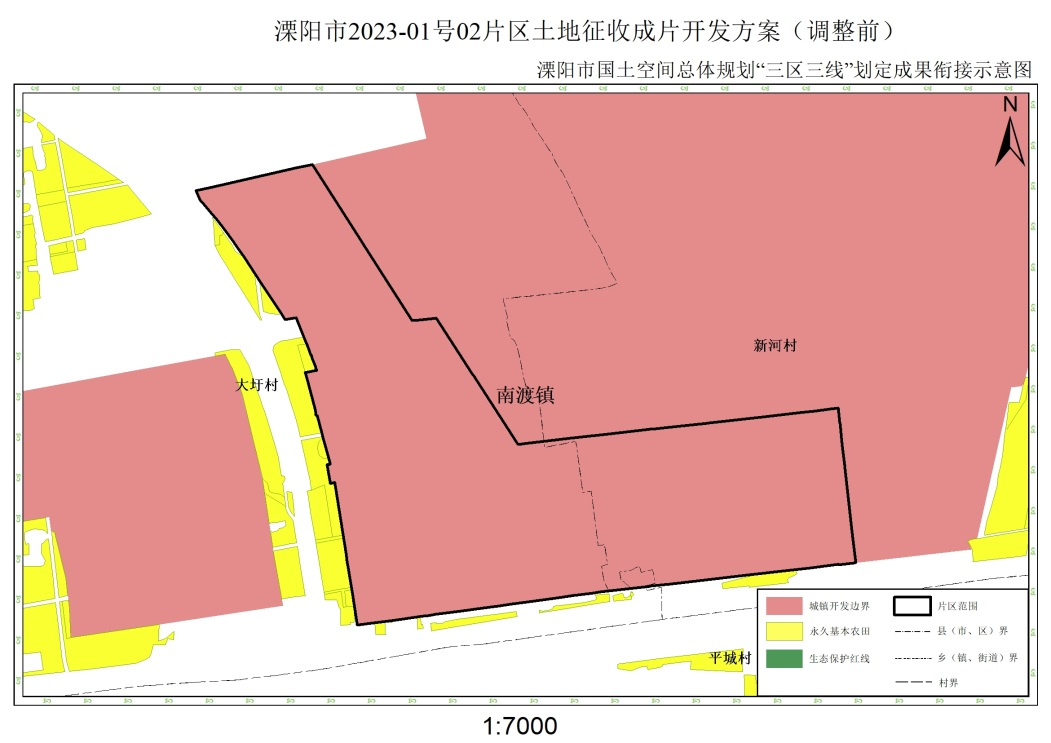 溧阳市2023-01号02片区土地征收成片开发方案（调整前）
溧阳市国土空间总体规划“三区三线”划定成果衔接示意图
N
新河村
大圩村
南渡镇
平城村
城镇开发边界
永久基本农田
生态保护红线
片区范围
县（市、区）界
乡（镇、街道）界
村界
1:7000